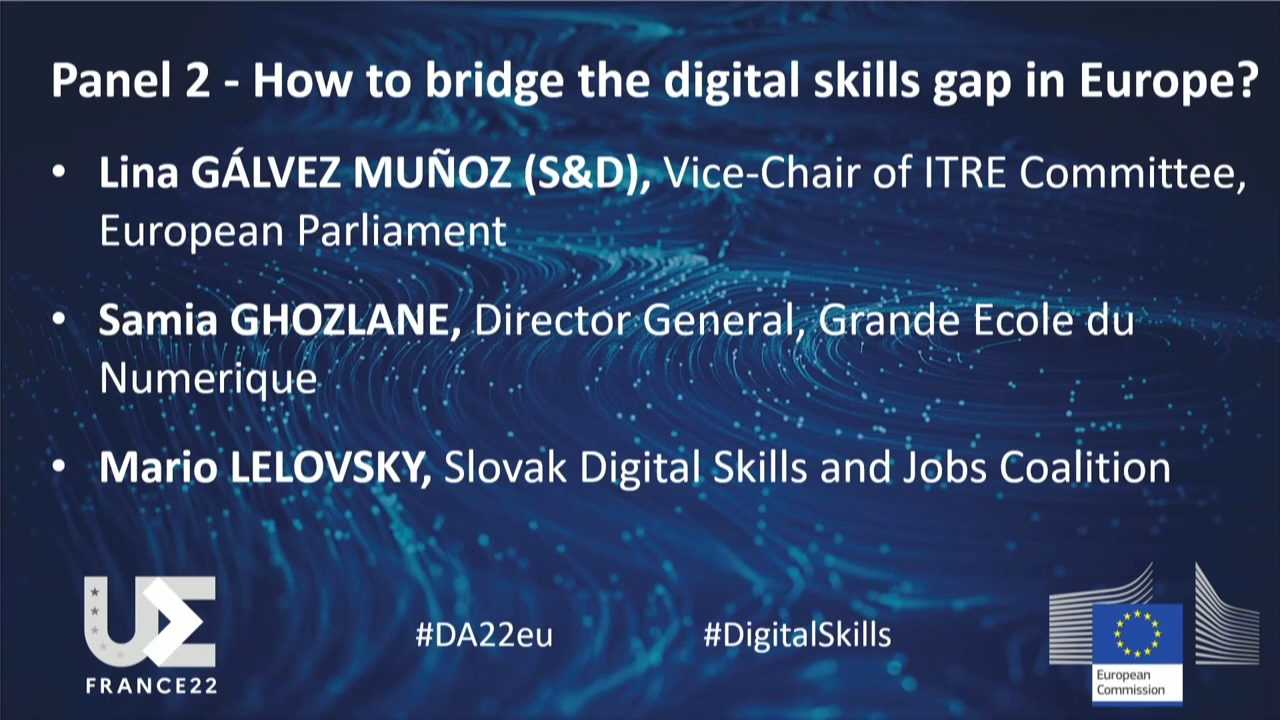 Panel 2 - How to bridge the digital skills gap in Europe?
• Lina GÁLVEZ MUÑOZ (S&D), Vice-Chair of ITRE Committee,
European Parliament
• Samia GHOZLANE, Director General, Grande Ecole du
Numerique
• Mario LELOVSKY, Slovak Digital Skills and Jobs Coalition
UE
FRANCE22
#DA22eu
#DigitalSkills
European
Commission